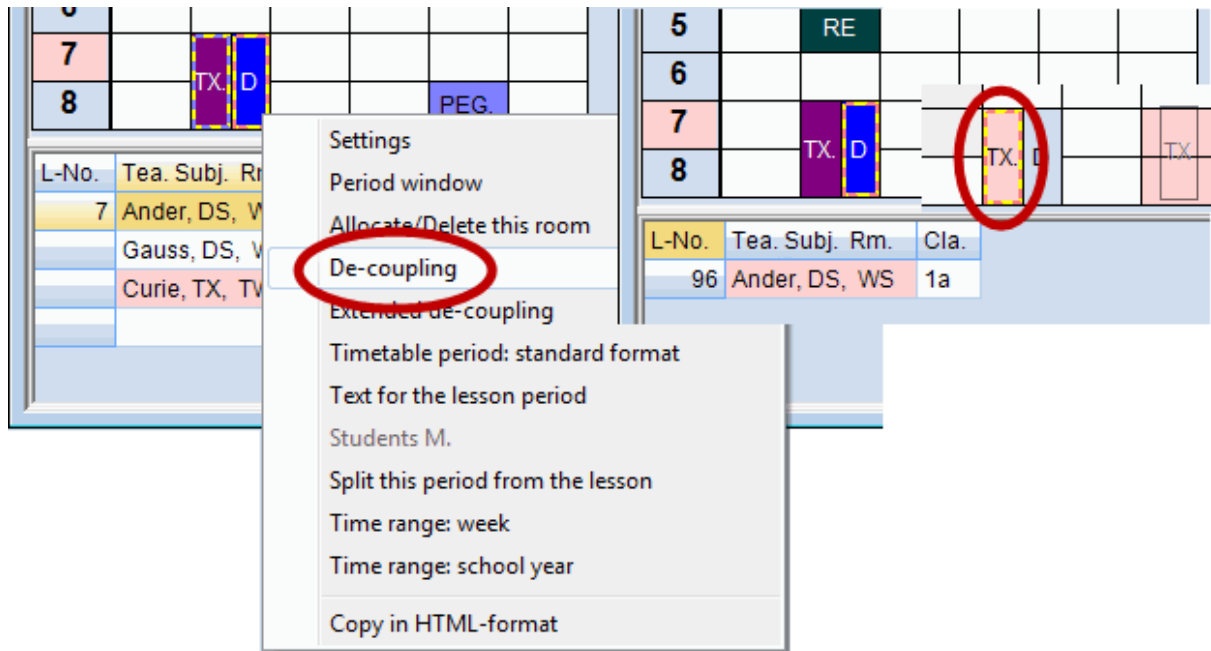 7
8
TX. D
PEG.
L-No. Tea. Subj.
7 Ander, DS,
Gauss, DS,
Curie, TX,
Settings
Period window
Allocate/Delete this room
De-coupling
Extended de-coupling
Timetable period: standard format
Text for the lesson period
Students M.
Split this period from the lesson
Time range: week
Time range: school year
Copy in HTML-format
5
RE
6
7
8
TX. D
TX. D
TX
L-No. Tea. Subj. Rm. Cla.
96 Ander, DS, WS 1a